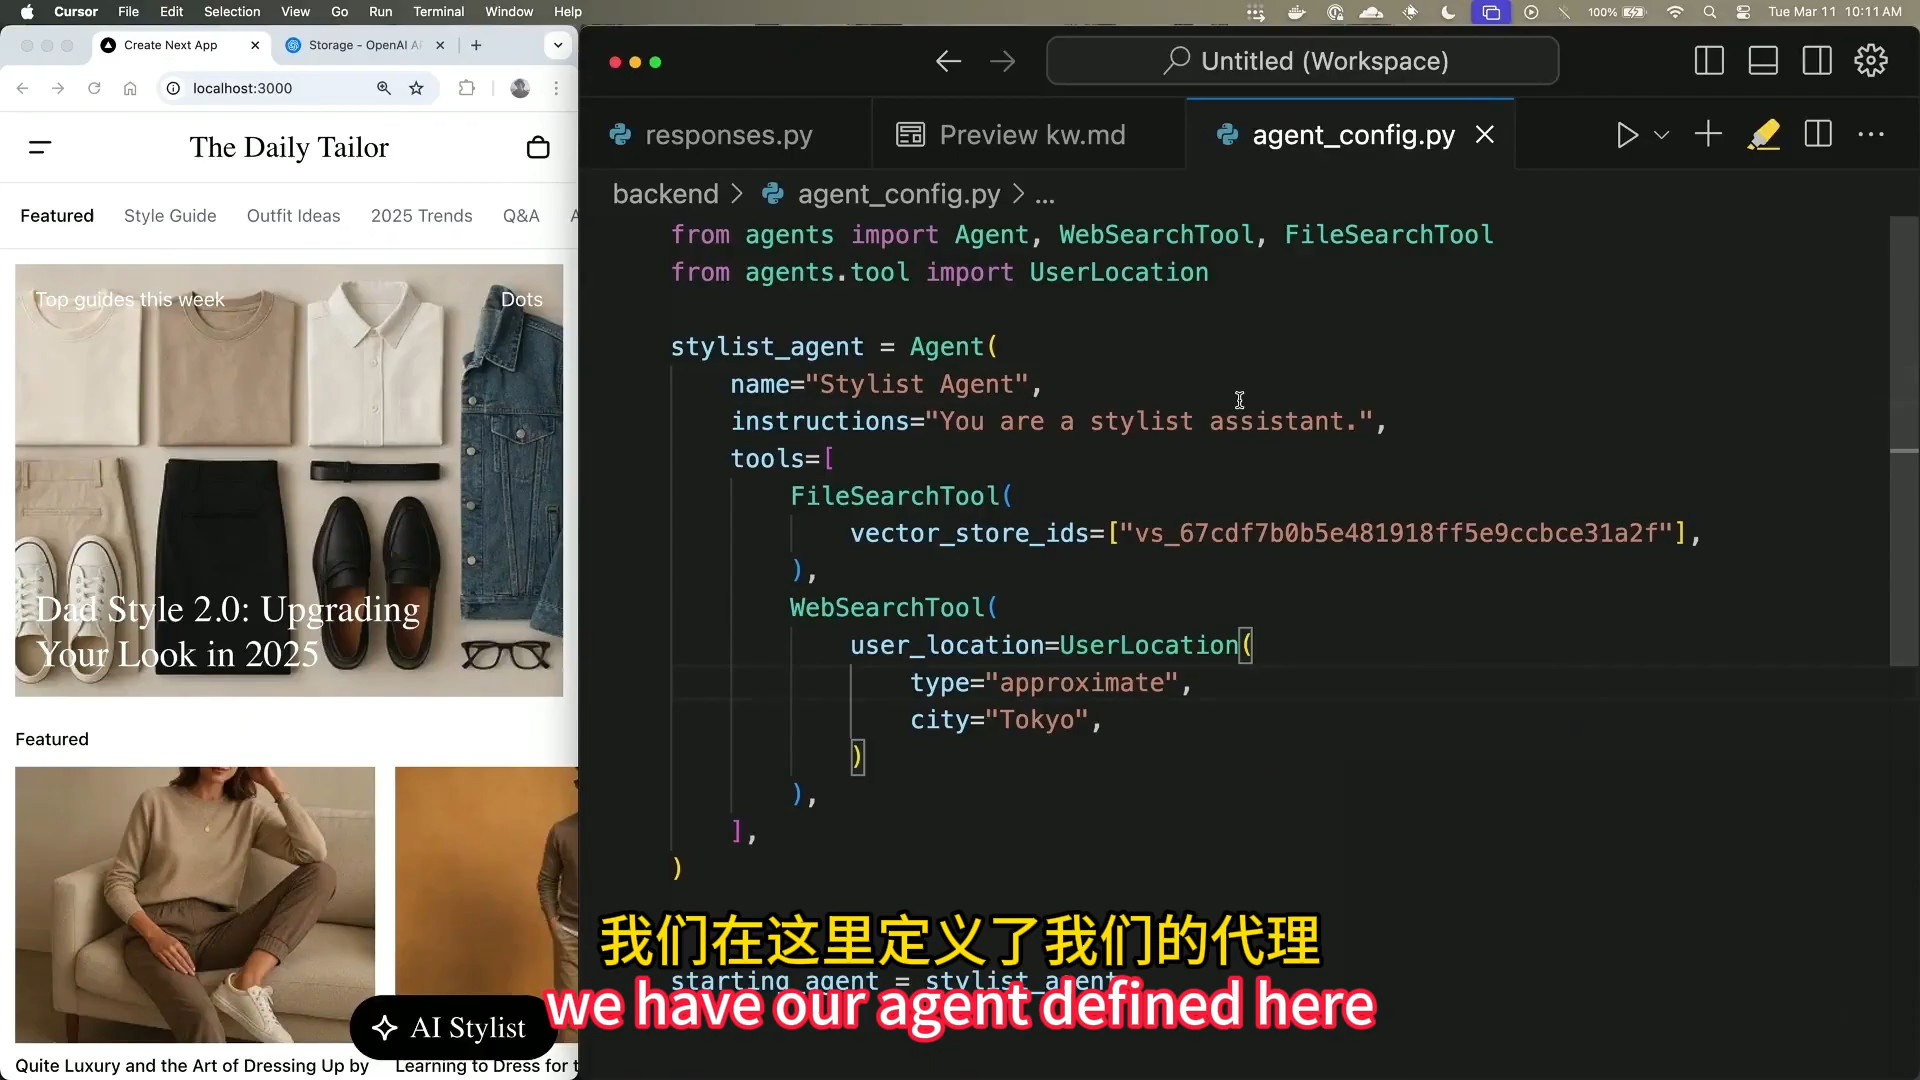 Cursor File Edit Selection View Go Run Terminal Window Help
100% Tue Mar 11 10:11 AM
Create Next App
Storage - OpenAI A
localhost:3000
The Daily Tailor
Featured Style Guide Outfit Ideas 2025 Trends Q&A
Top guides this week Dots
Dad Style 2.0: Upgrading
Your Look in 2025
Featured
AI Stylist
Quite Luxury and the Art of Dressing Up by
Learning to Dress for t
Untitled (Workspace)
responses.py Preview kw.md agent_config.py
backend > agent_config.py > ...
from agents import Agent, WebSearchTool, FileSearchTool
from agents.tool import UserLocation
stylist_agent = Agent(
name="Stylist Agent",
instructions="You are a stylist assistant.",
tools=[
FileSearchTool(
vector_store_ids=["vs_67cdf7b0b5e481918ff5e9ccbce31a2f"],
),
WebSearchTool(
user_location=UserLocation(
type="approximate",
city="Tokyo",
)
),
],
)
starting_agent = stylist_agent
我们在这里定义了我们的代理
we have our agent defined here